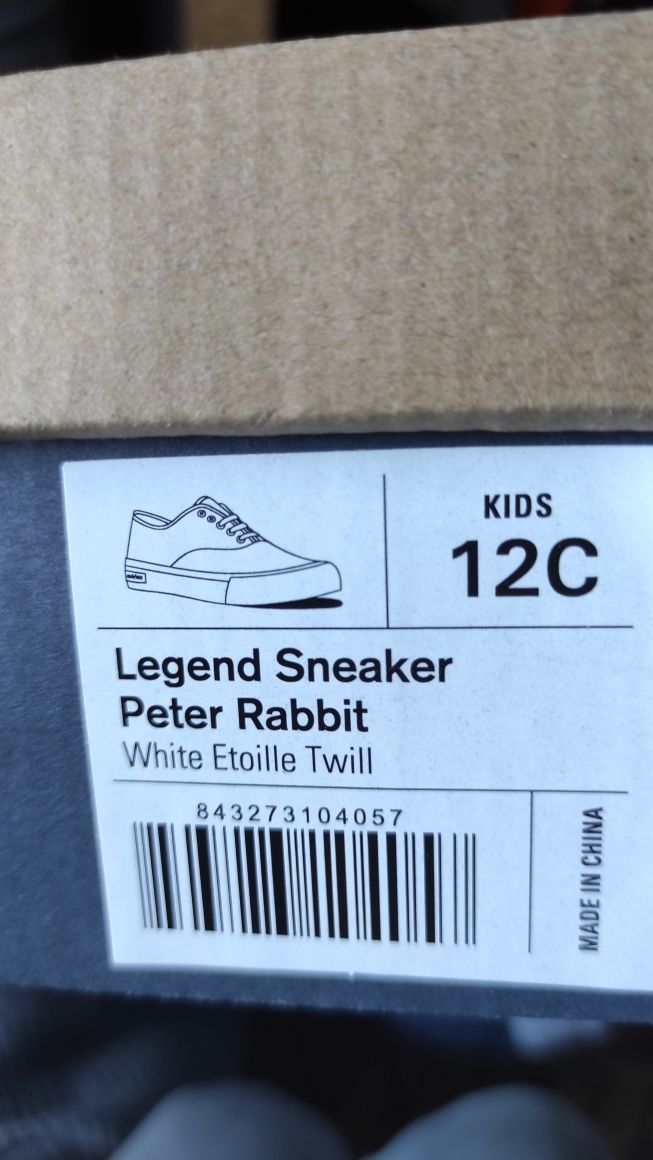 KIDS
12C
Legend Sneaker
Peter Rabbit
White Etoille Twill
843273104057
MADE IN CHINA